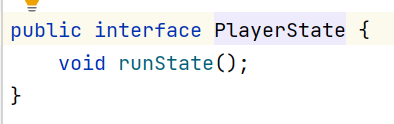 public interface PlayerState {
    void runState();
}